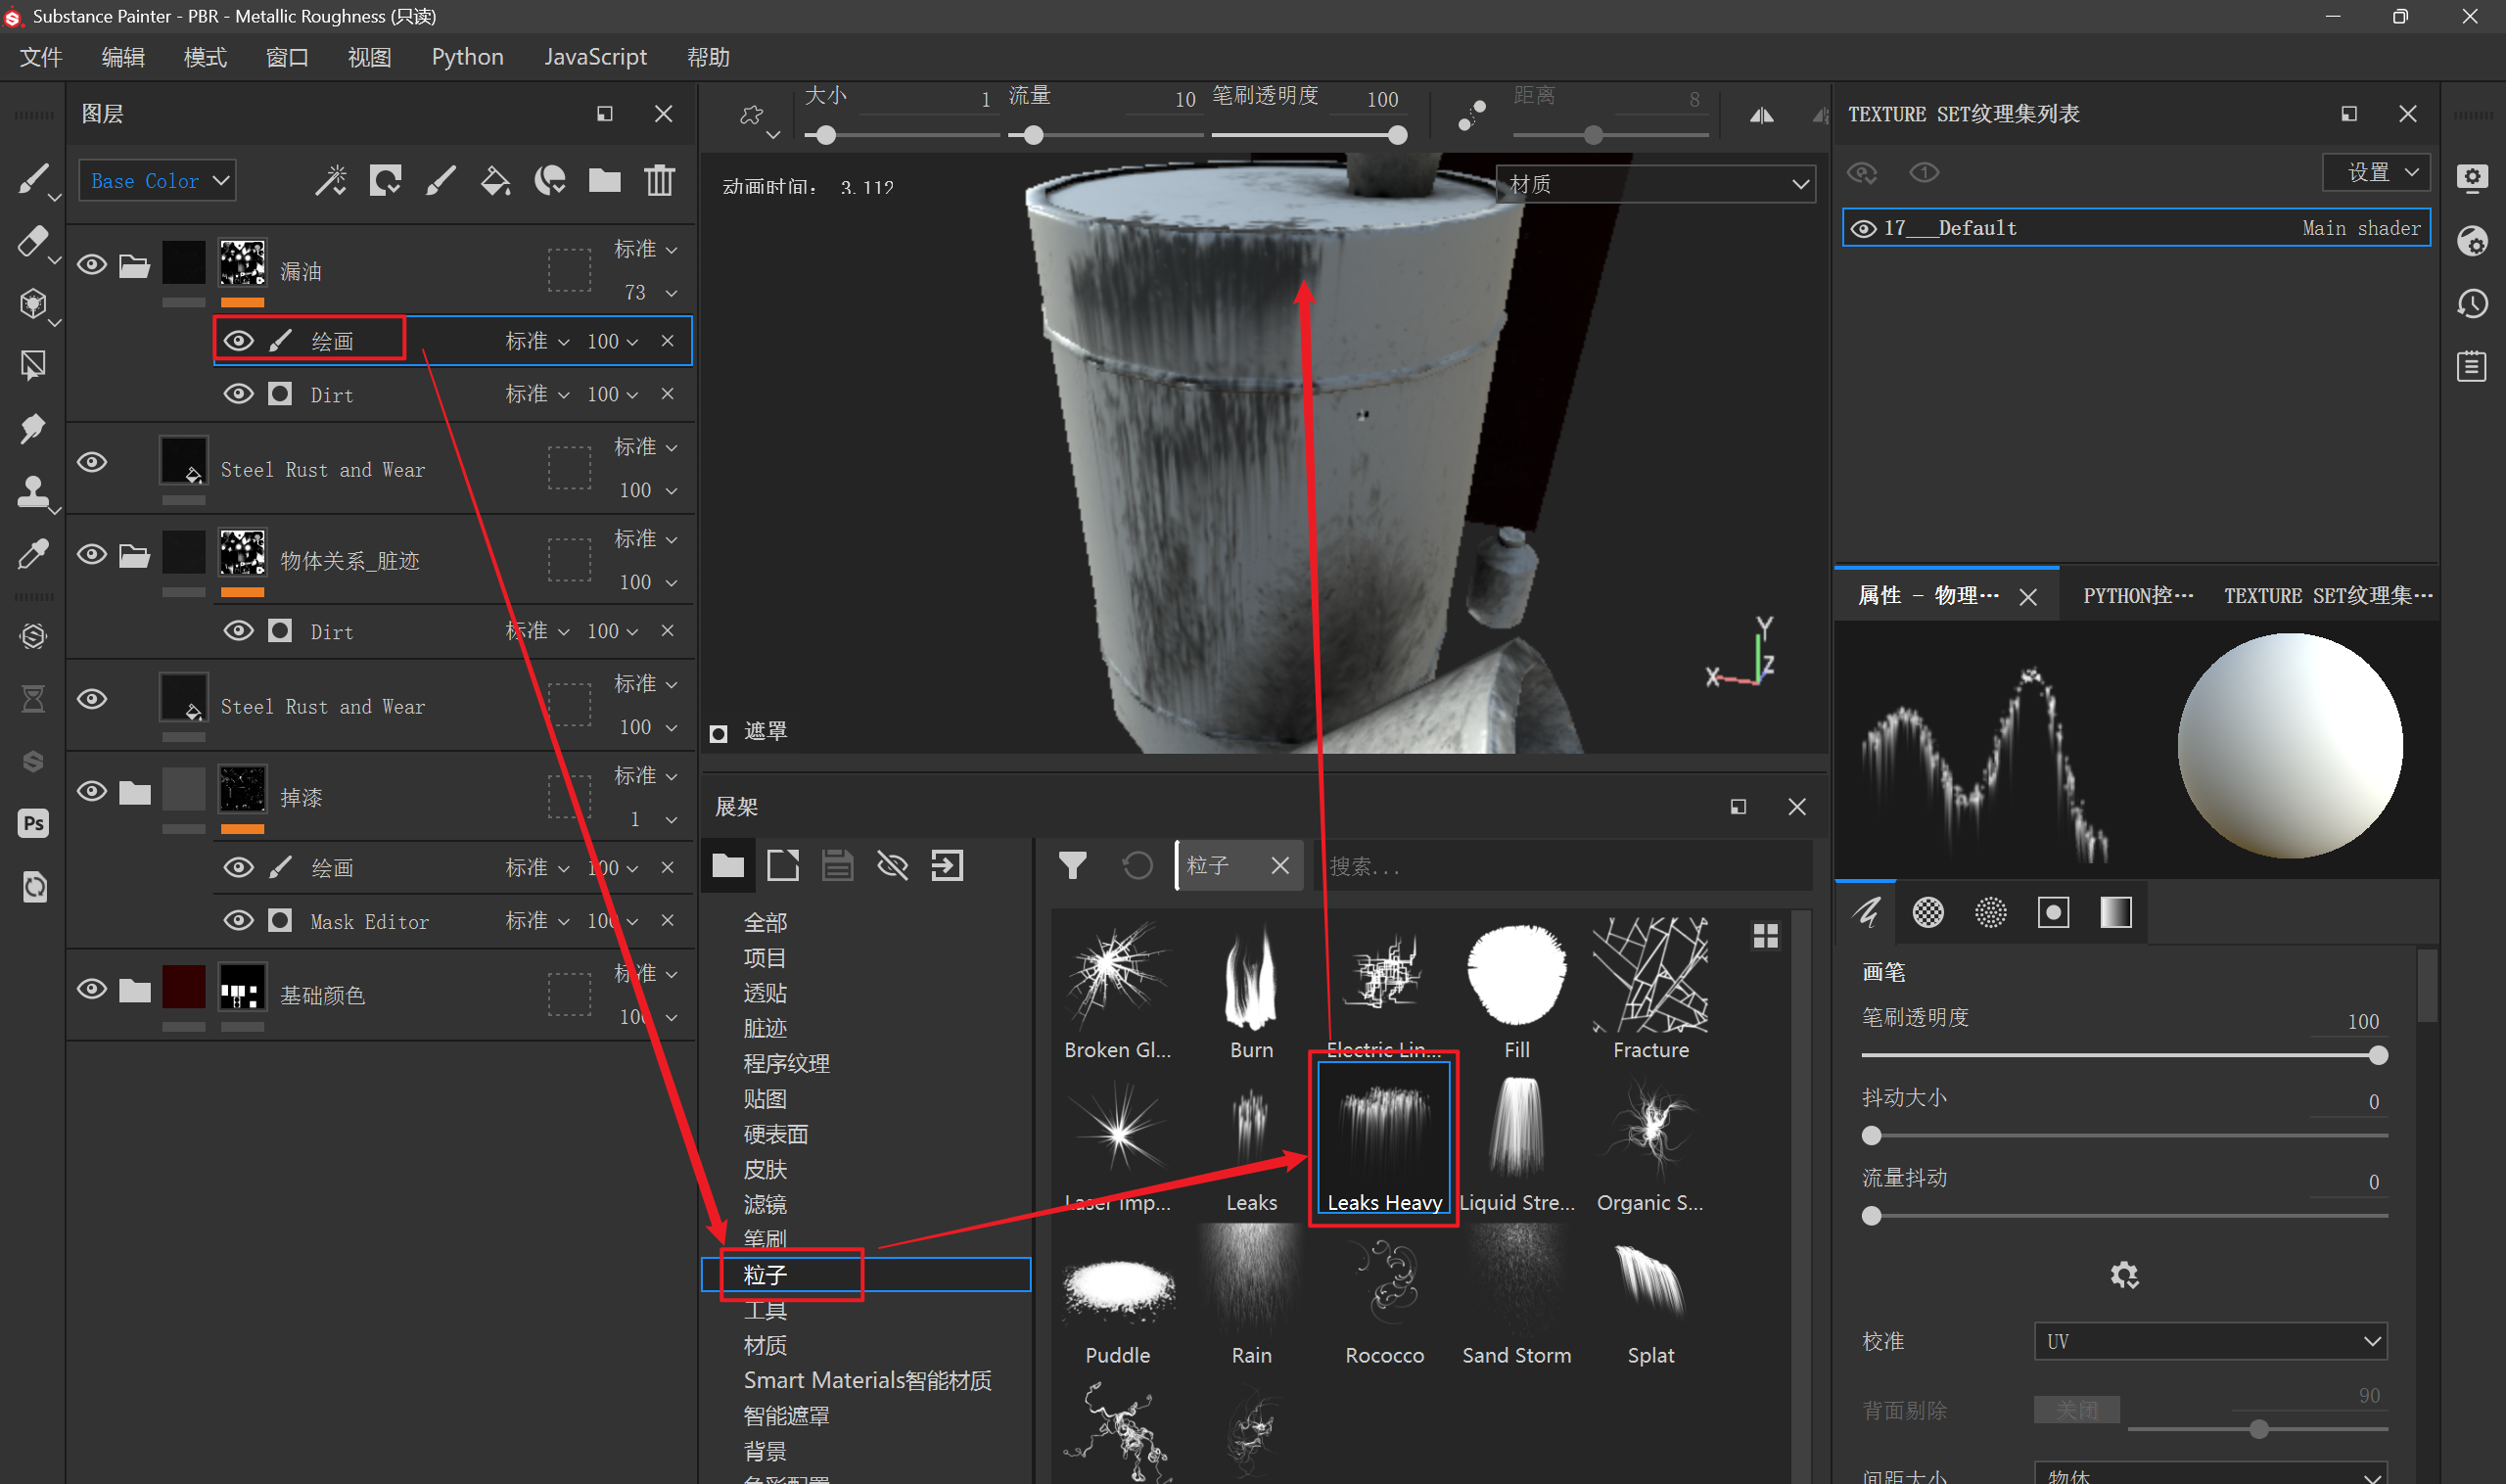 Substance Painter - PBR - Metallic Roughness (只读)
文件 编辑 模式 窗口 视图 Python JavaScript 帮助
图层
Base Color
漏油 标准 73
绘画 标准 100
Dirt 标准 100
Steel Rust and Wear 标准 100
物体关系_脏迹 标准 100
Dirt 标准 100
Steel Rust and Wear 标准 100
掉漆 标准 1
绘画 标准 100
Mask Editor 标准 100
基础颜色 标准 100
Ps
大小 1 流量 10 笔刷透明度 100 距离 8
动画时间: 3.112
材质
Y
X Z
遮罩
展架
粒子 搜索...
全部
项目
透贴
脏迹
程序纹理
贴图
硬表面
皮肤
滤镜
笔刷
粒子
工具
材质
Smart Materials智能材质
智能遮罩
背景
色彩配置
Broken Gl... Burn Electric Lin... Fill Fracture
Laser Imp... Leaks Leaks Heavy Liquid Stre... Organic S...
Puddle Rain Rococco Sand Storm Splat
TEXTURE SET纹理集列表
设置
17___Default Main shader
属性 - 物理… PYTHON控… TEXTURE SET纹理集…
画笔
笔刷透明度 100
抖动大小 0
流量抖动 0
校准 UV
背面剔除 关闭 90
间距大小 物体